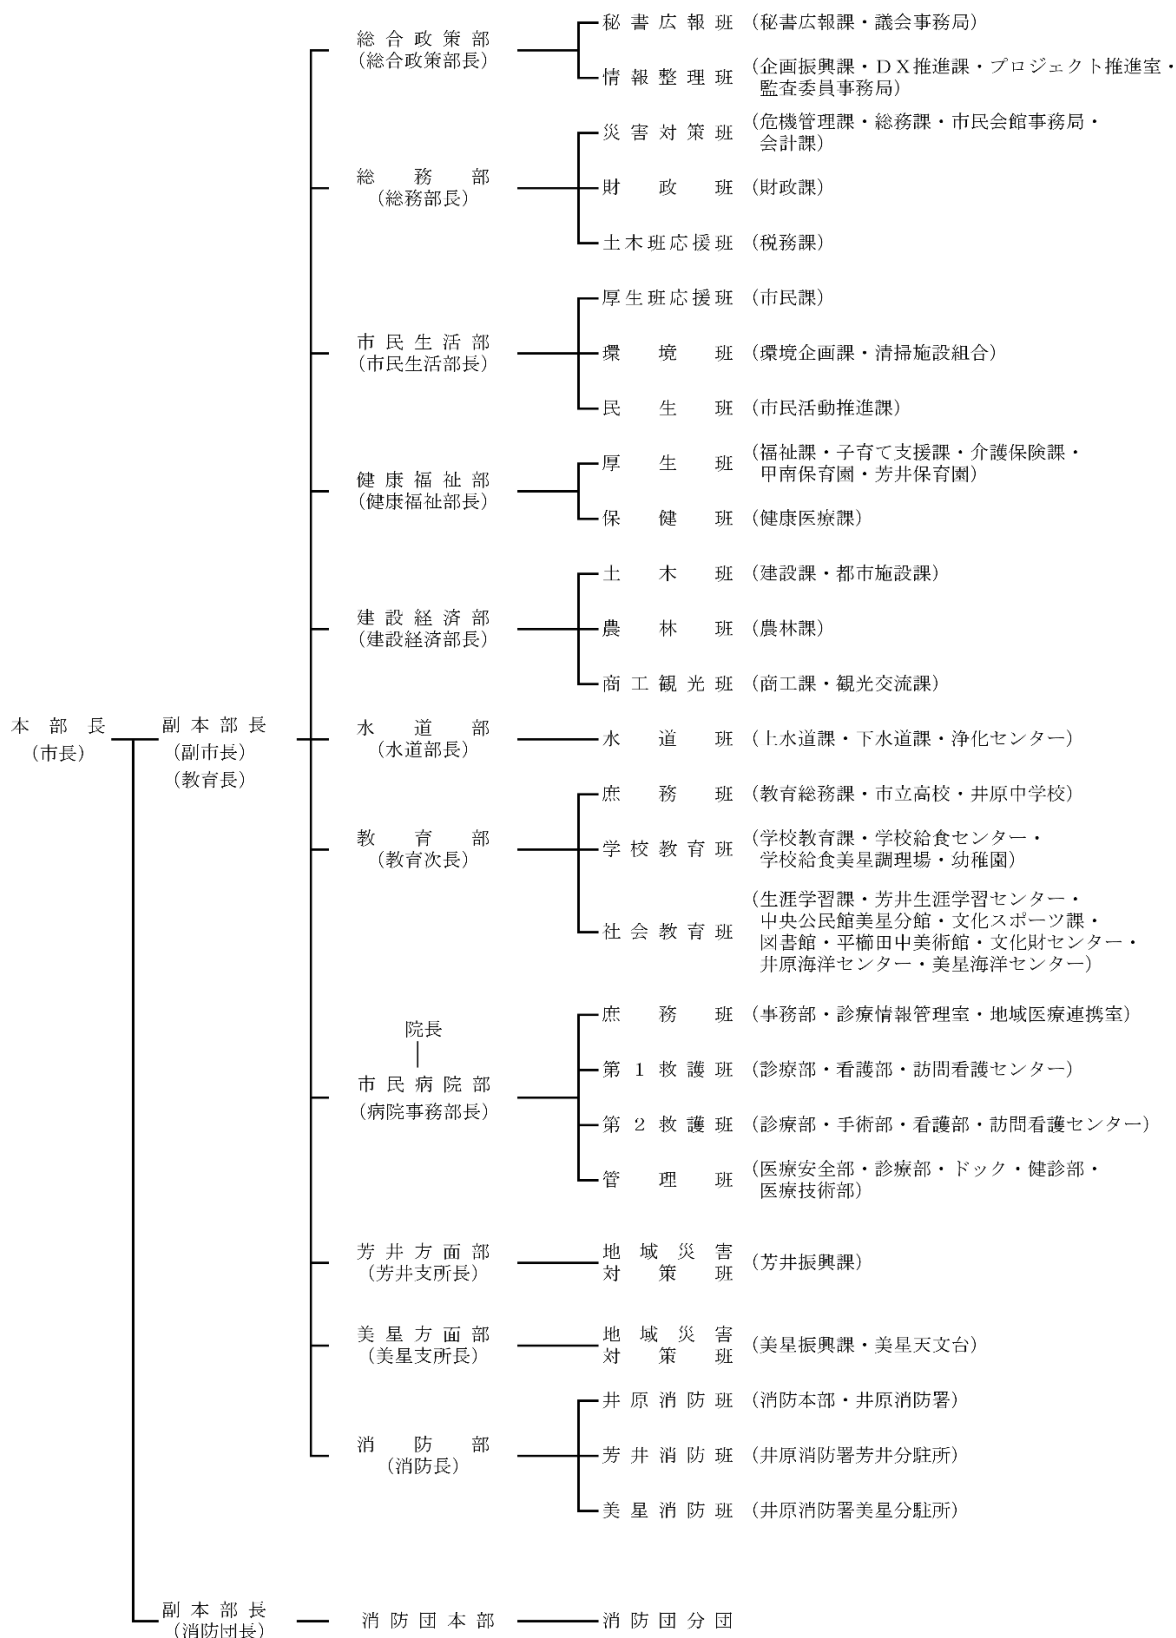 本部長
(市長)
副本部長
(副市長)
(教育長)
総合政策部
(総合政策部長)
秘書広報班 (秘書広報課・議会事務局)
情報整理班 (企画振興課・DX推進課・プロジェクト推進室・
監査委員事務局)
総務部
(総務部長)
災害対策班 (危機管理課・総務課・市民会館事務局・
会計課)
財政班 (財政課)
土木班応援班 (税務課)
市民生活部
(市民生活部長)
厚生班応援班 (市民課)
環境班 (環境企画課・清掃施設組合)
民生班 (市民活動推進課)
健康福祉部
(健康福祉部長)
厚生班 (福祉課・子育て支援課・介護保険課・
甲南保育園・芳井保育園)
保健班 (健康医療課)
建設経済部
(建設経済部長)
土木班 (建設課・都市施設課)
農林班 (農林課)
商工観光班 (商工課・観光交流課)
水道部
(水道部長)
水道班 (上水道課・下水道課・浄化センター)
教育部
(教育次長)
庶務班 (教育総務課・市立高校・井原中学校)
学校教育班 (学校教育課・学校給食センター・
学校給食美星調理場・幼稚園)
社会教育班 (生涯学習課・芳井生涯学習センター・
中央公民館美星分館・文化スポーツ課・
図書館・平櫛田中美術館・文化財センター・
井原海洋センター・美星海洋センター)
院長
市民病院部
(病院事務部長)
庶務班 (事務部・診療情報管理室・地域医療連携室)
第1救護班 (診療部・看護部・訪問看護センター)
第2救護班 (診療部・手術部・看護部・訪問看護センター)
管理班 (医療安全部・診療部・ドック・健診部・
医療技術部)
芳井方面部
(芳井支所長)
地域災害
対策班
(芳井振興課)
美星方面部
(美星支所長)
地域災害
対策班
(美星振興課・美星天文台)
消防部
(消防長)
井原消防班 (消防本部・井原消防署)
芳井消防班 (井原消防署芳井分駐所)
美星消防班 (井原消防署美星分駐所)
副本部長
(消防団長)
消防団本部
消防団分団